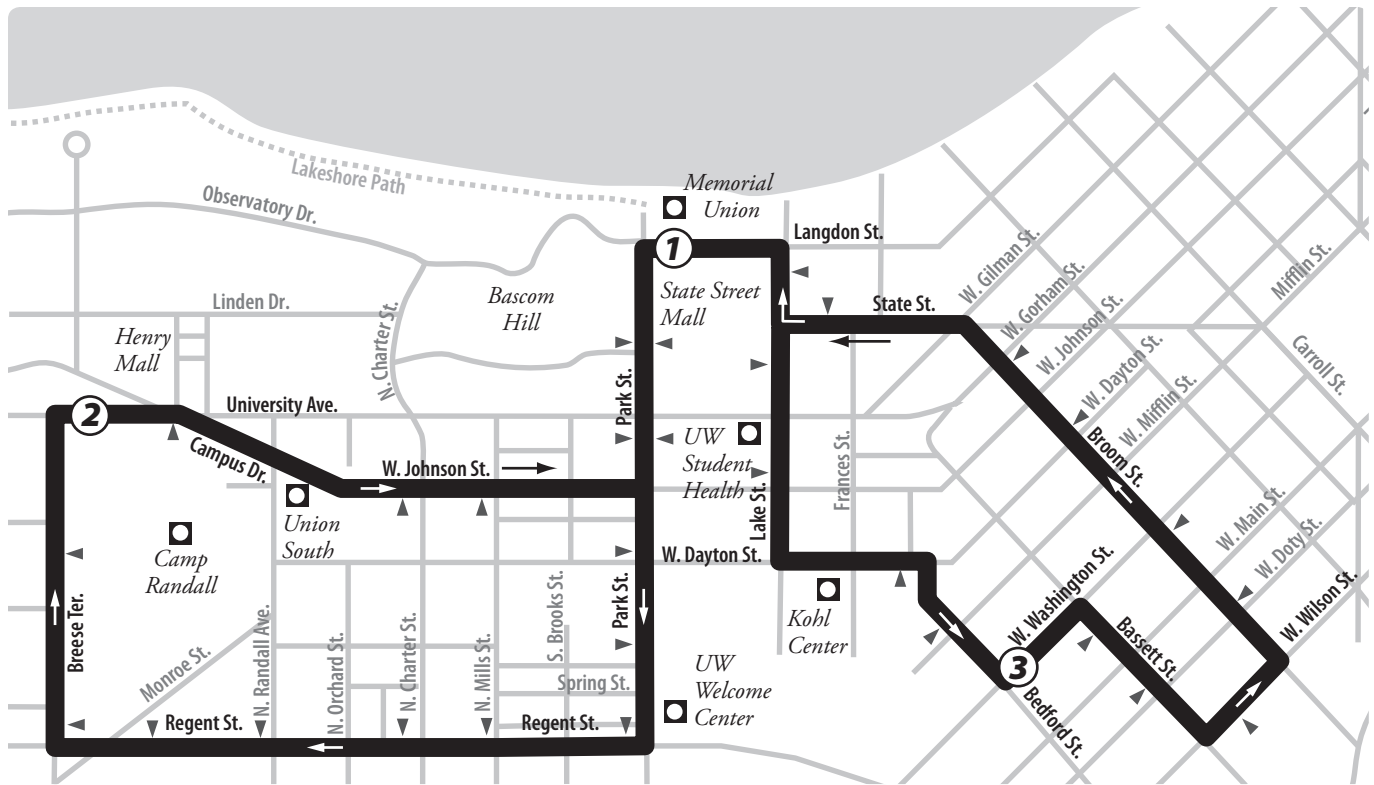 Lakeshore Path
Observatory Dr.
Memorial
Union
1
Langdon St.
Linden Dr.
Bascom
Hill
State Street
Mall
State St.
W. Gilman St.
W. Gorham St.
W. Johnson St.
W. Dayton St.
W. Mifflin St.
Mifflin St.
Carroll St.
Henry
Mall
N. Charter St.
Park St.
2
University Ave.
Campus Dr.
W. Johnson St.
UW
Student
Health
Lake St.
Frances St.
Broom St.
Union
South
Camp
Randall
W. Dayton St.
W. Main St.
W. Doty St.
W. Wilson St.
W. Washington St.
Bassett St.
3
Bedford St.
Kohl
Center
Breese Ter.
Monroe St.
N. Randall Ave.
N. Orchard St.
N. Charter St.
N. Mills St.
S. Brooks St.
Park St.
Spring St.
UW
Welcome
Center
Regent St.
Regent St.